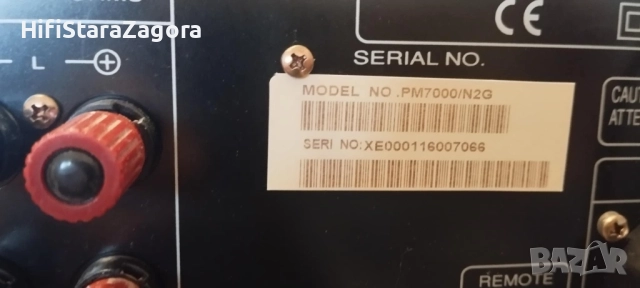 HifiStaraZagora
CE
SERIAL NO.
L
MODEL NO .PM7000/N2G
SERI NO:XE000116007066
CAU
ATTE
REMOTE
BAZAR